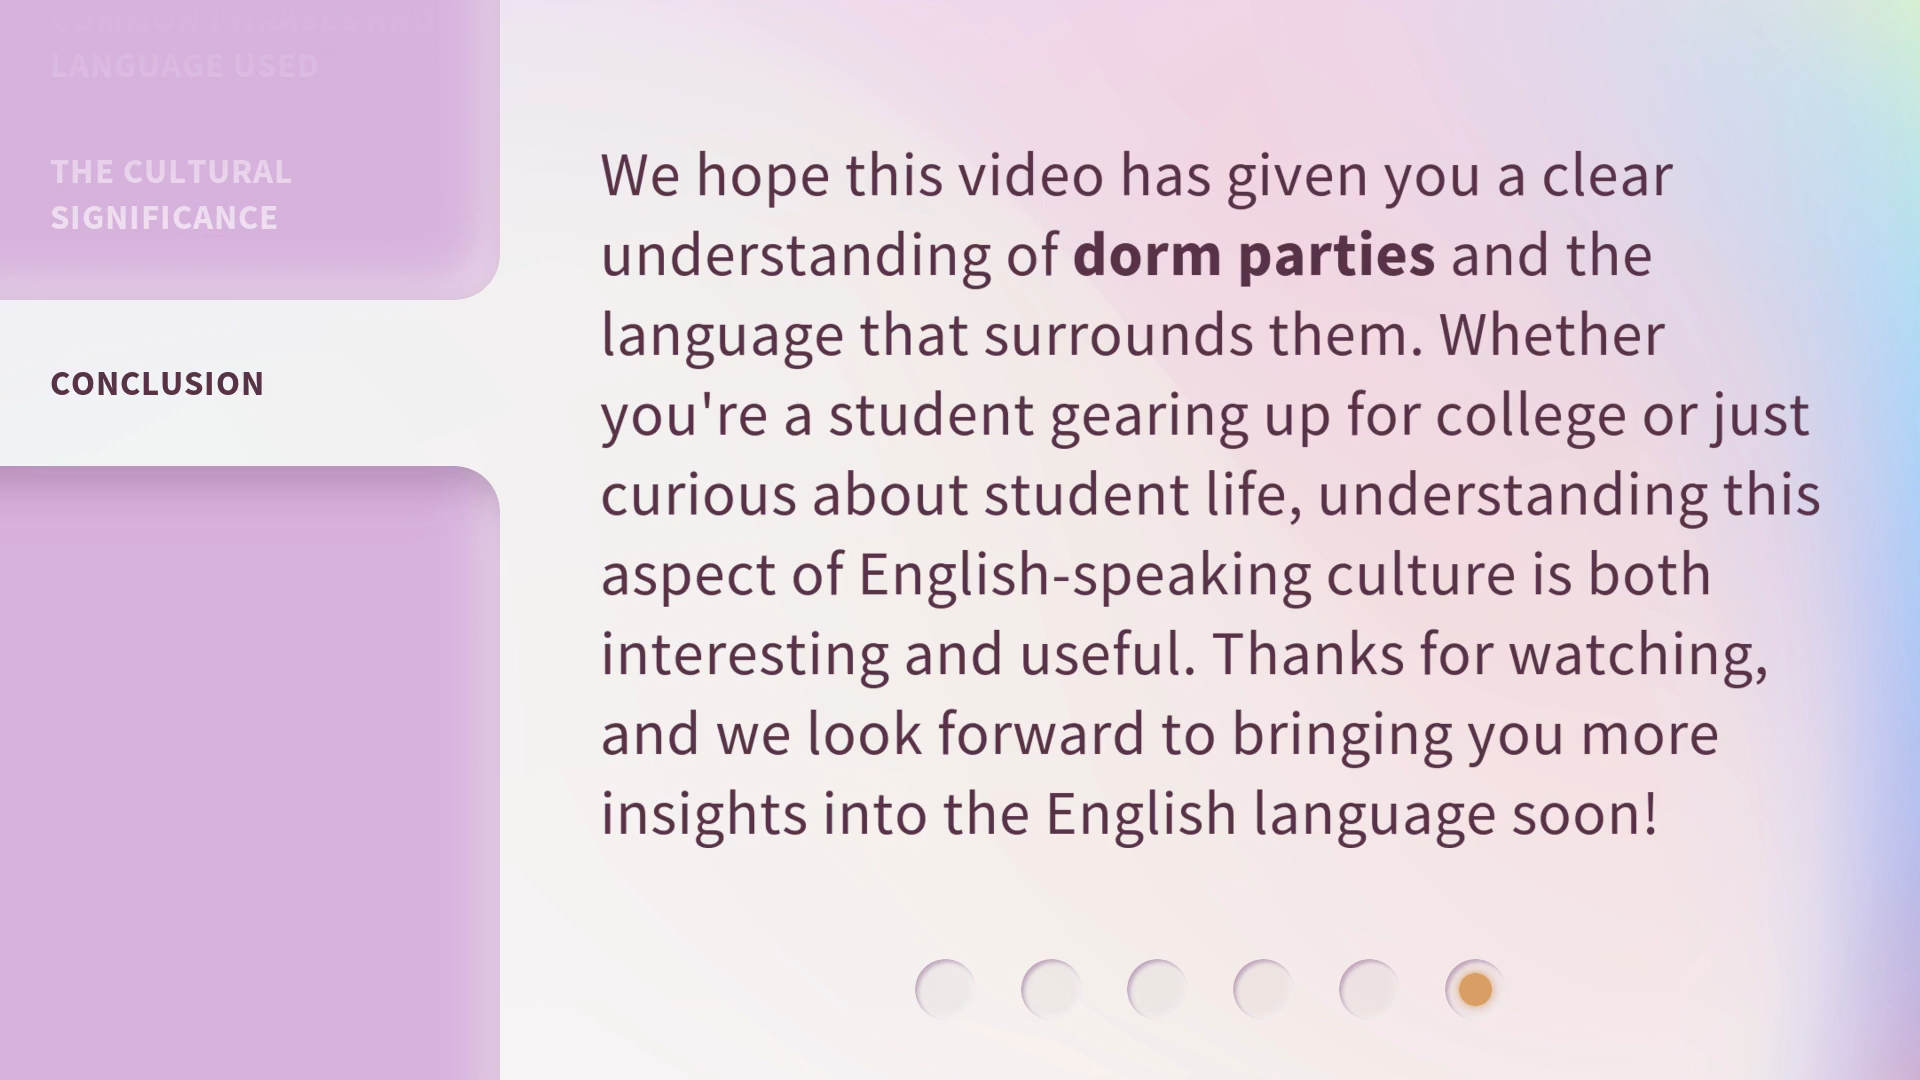 COMMON PHRASES AND
LANGUAGE USED
THE CULTURAL
SIGNIFICANCE
CONCLUSION
We hope this video has given you a clear
understanding of dorm parties and the
language that surrounds them. Whether
you're a student gearing up for college or just
curious about student life, understanding this
aspect of English-speaking culture is both
interesting and useful. Thanks for watching,
and we look forward to bringing you more
insights into the English language soon!